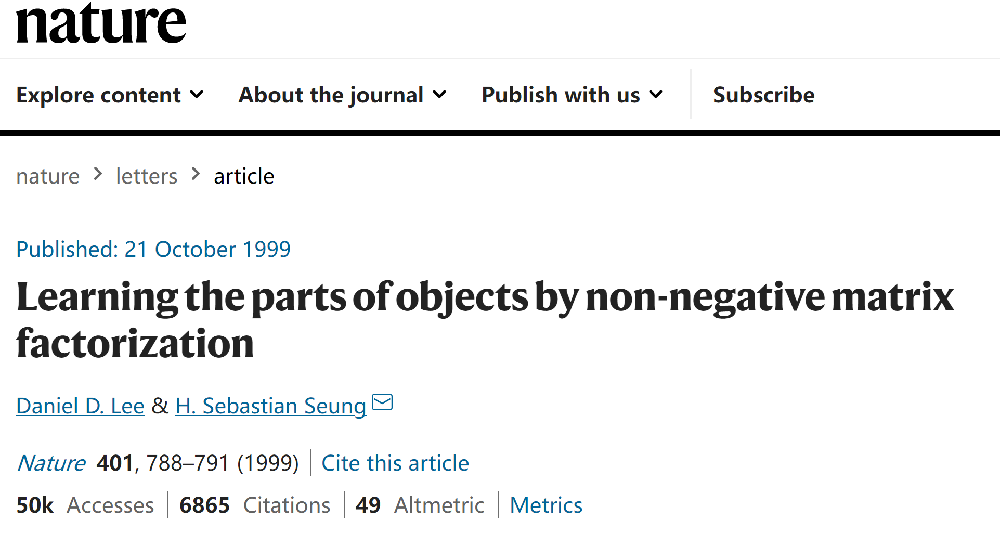 nature
Explore content About the journal Publish with us Subscribe
nature letters article
Published: 21 October 1999
Learning the parts of objects by non-negative matrix
factorization
Daniel D. Lee & H. Sebastian Seung
Nature 401, 788–791 (1999) Cite this article
50k Accesses 6865 Citations 49 Altmetric Metrics